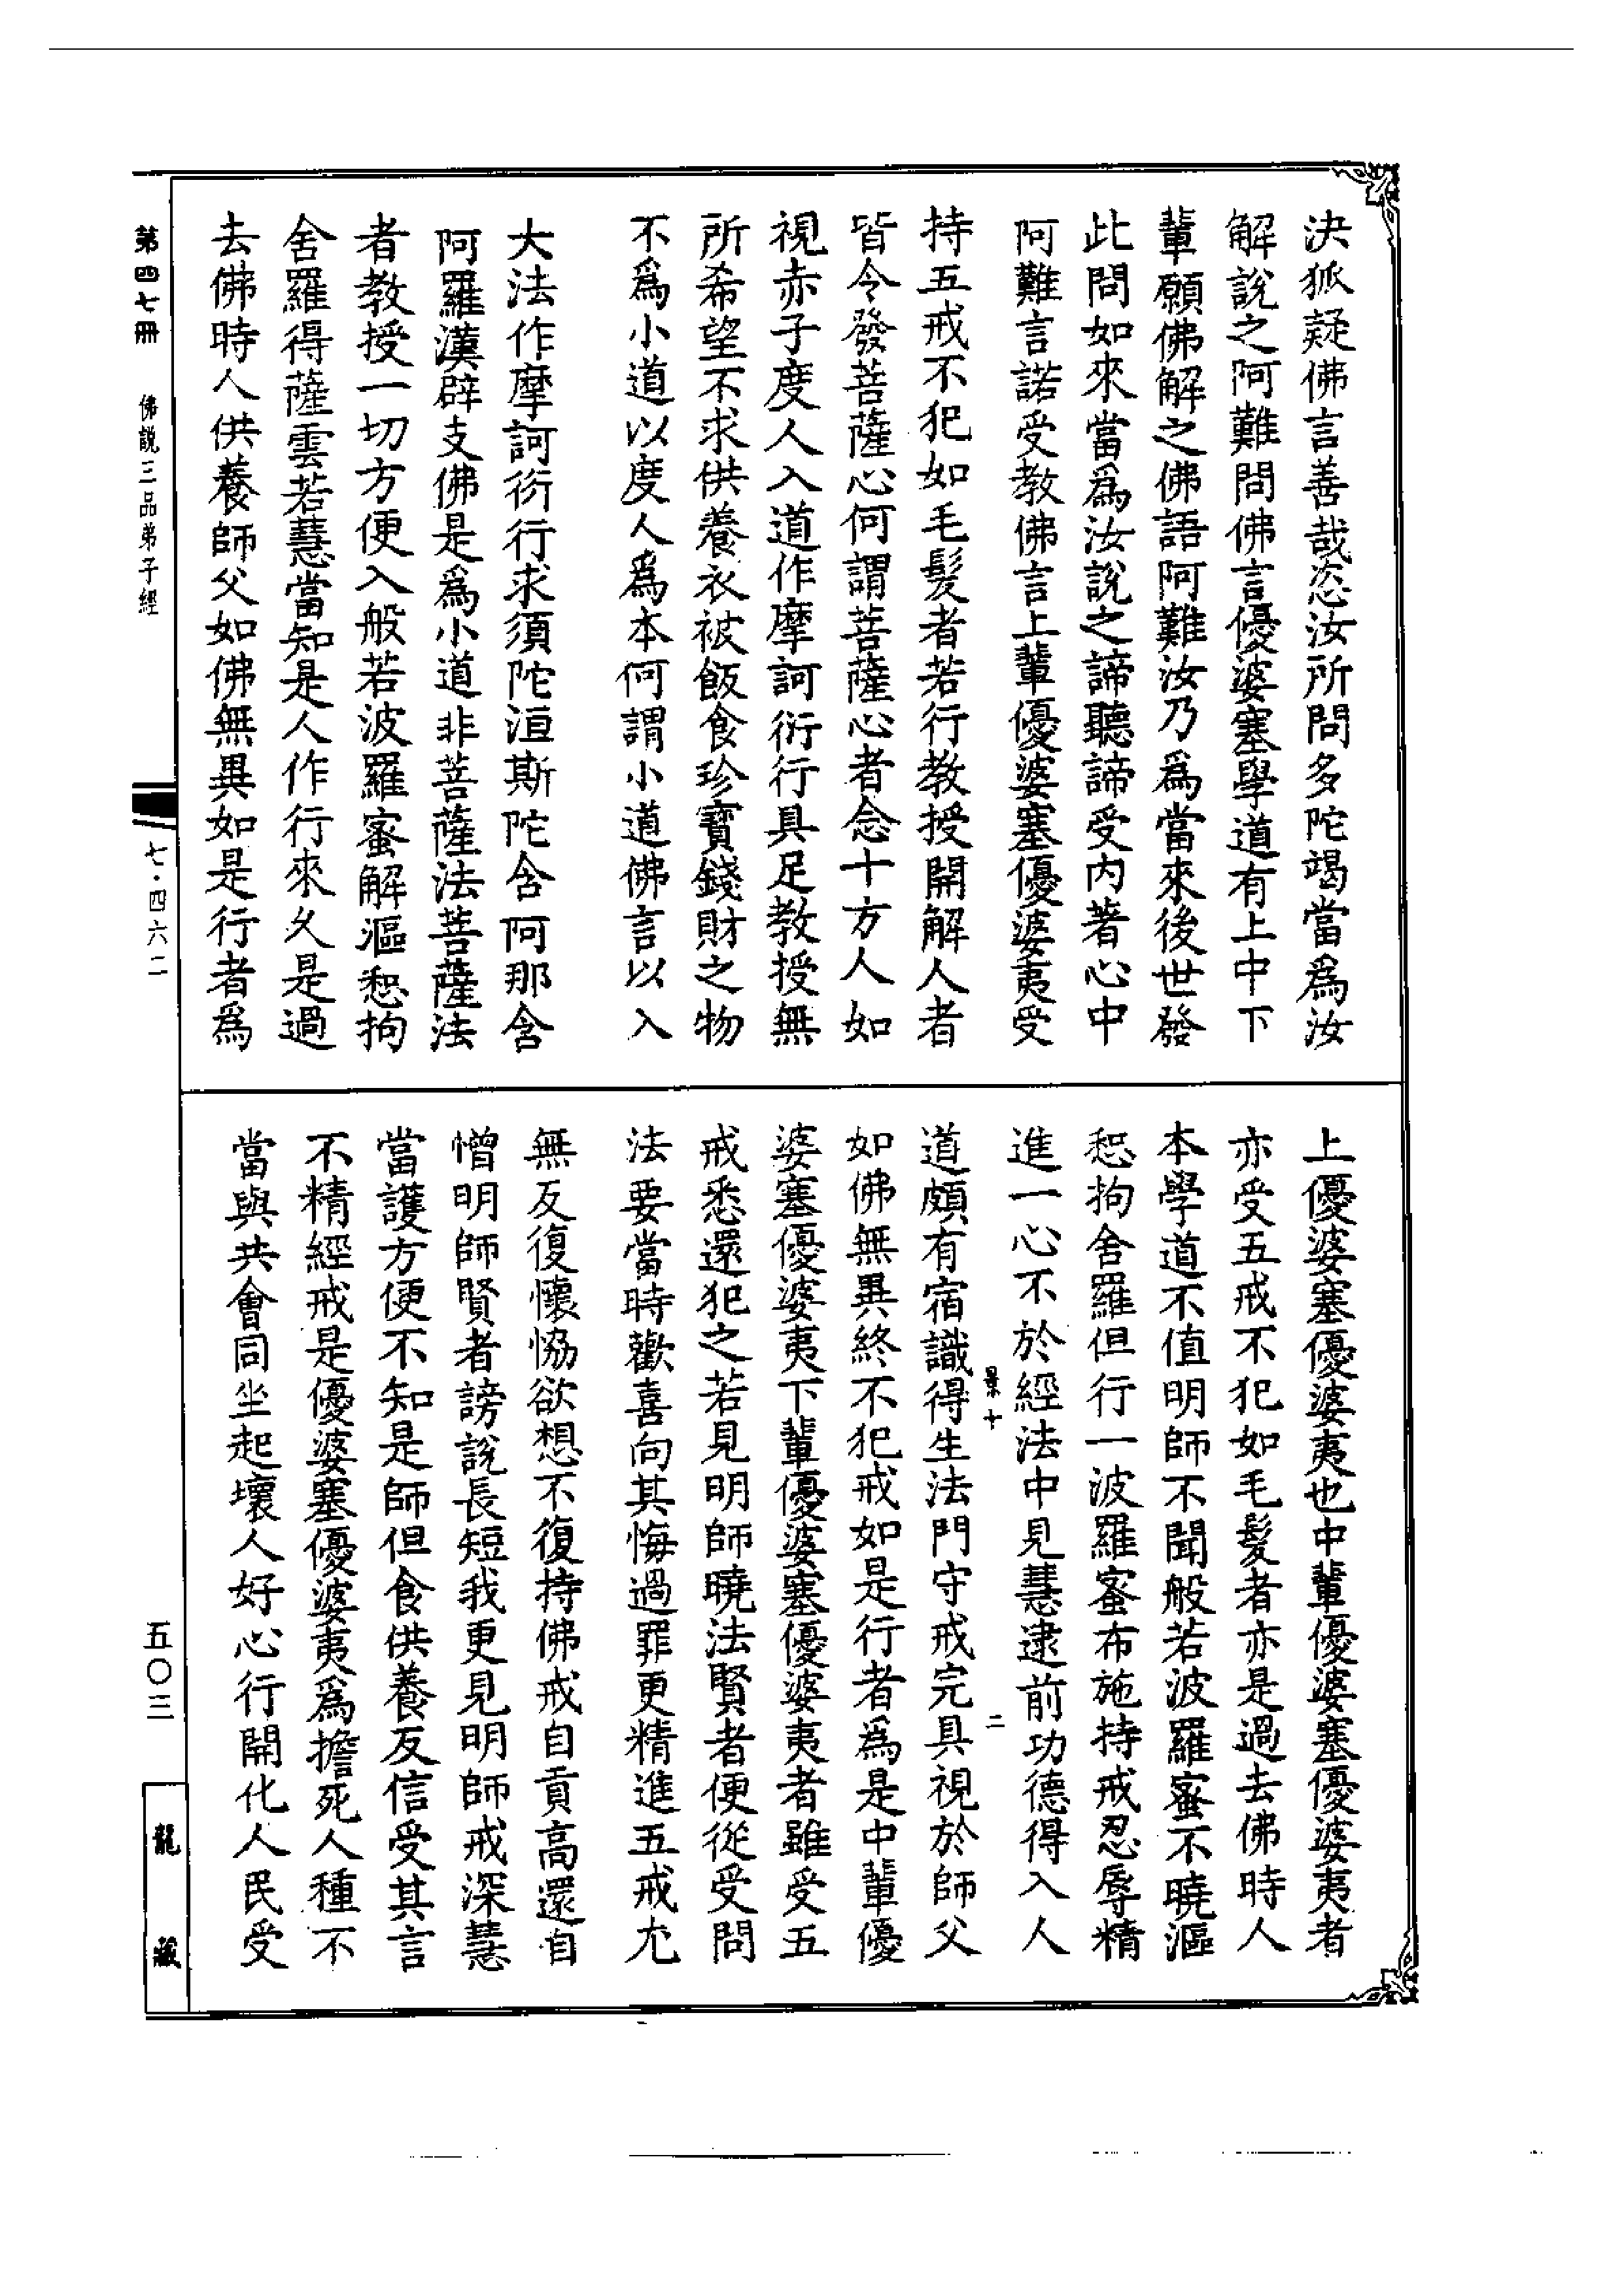 決狐疑佛言善哉恣汝所問多陀竭當爲汝
解說之阿難問佛言優婆塞學道有上中下
輩願佛解之佛語阿難汝乃爲當來後世發
此問如來當爲汝說之諦聽諦受内著心中
阿難言諾受教佛言上輩優婆塞優婆夷受
持五戒不犯如毛髮者若行教授開解人者
皆令發菩薩心何謂菩薩心者念十方人如
視赤子度人入道作摩訶衍行具足教授無
所希望不求供養衣被飯食珍寶錢財之物
不爲小道以度人爲本何謂小道佛言以入
大法作摩訶衍行求須陀洹斯陀含阿那含
阿羅漢辟支佛是爲小道非菩薩法菩薩法
者教授一切方便入般若波羅蜜解漚惒拘
舍羅得薩雲若慧當知是人作行來久是過
去佛時人供養師父如佛無異如是行者爲
上優婆塞優婆夷也中輩優婆塞優婆夷者
亦受五戒不犯如毛髮者亦是過去佛時人
本學道不值明師不聞般若波羅蜜不曉漚
惒拘舍羅但行一波羅蜜布施持戒忍辱精
進一心不於經法中見慧逮前功德得入人
景十
二
道頗有宿識得生法門守戒完具視於師父
如佛無異終不犯戒如是行者爲是中輩優
婆塞優婆夷下輩優婆塞優婆夷者雖受五
戒悉還犯之若見明師曉法賢者便從受問
法要當時歡喜向其悔過罪更精進五戒尤
無反復懷恊欲想不復持佛戒自貢高還自
憎明師賢者謗說長短我更見明師戒深慧
當護方便不知是師但食供養反信受其言
不精經戒是優婆塞優婆夷爲擔死人種不
當與共會同坐起壞人好心行開化人民受
第四七冊
佛説三品弟子經
七·四六二
五〇三
龍藏